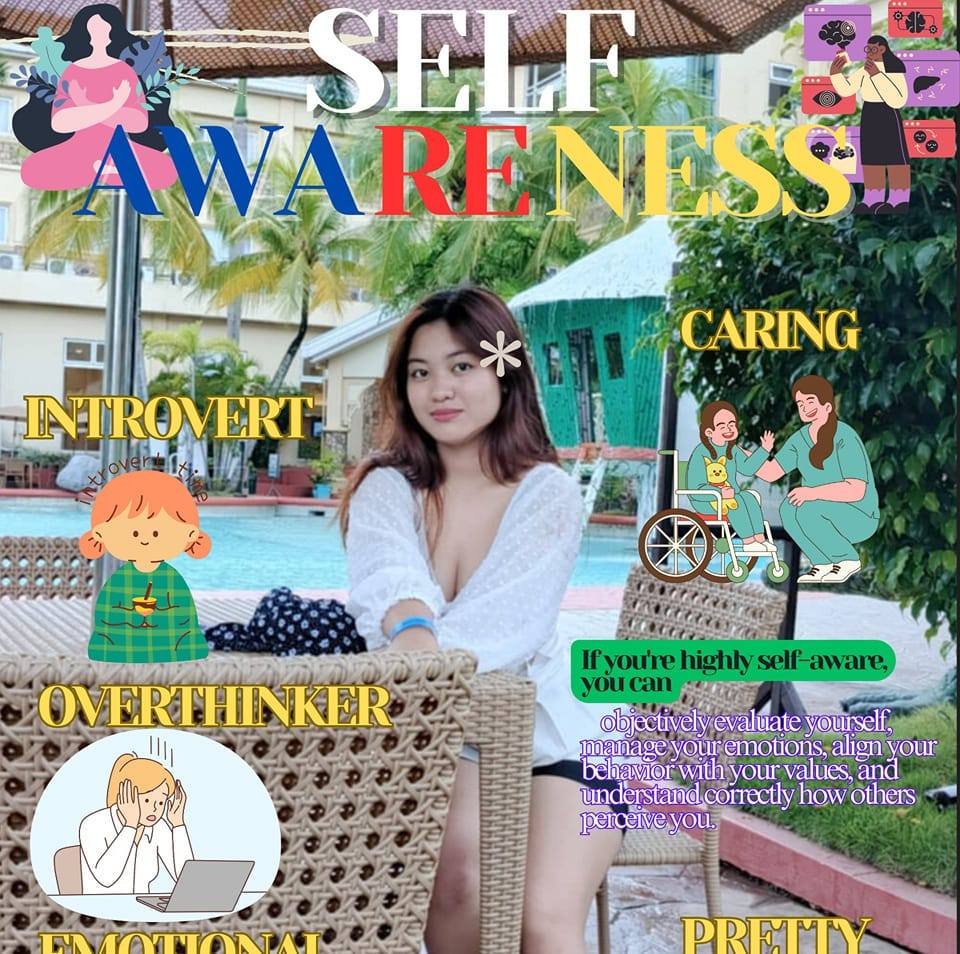 SELF
AWARENESS
CARING
INTROVERT
introvert time
If you're highly self-aware,
you can
objectively evaluate yourself,
manage your emotions, align your
behavior with your values, and
understand correctly how others
perceive you.
OVERTHINKER
EMOTIONAL
PRETTY